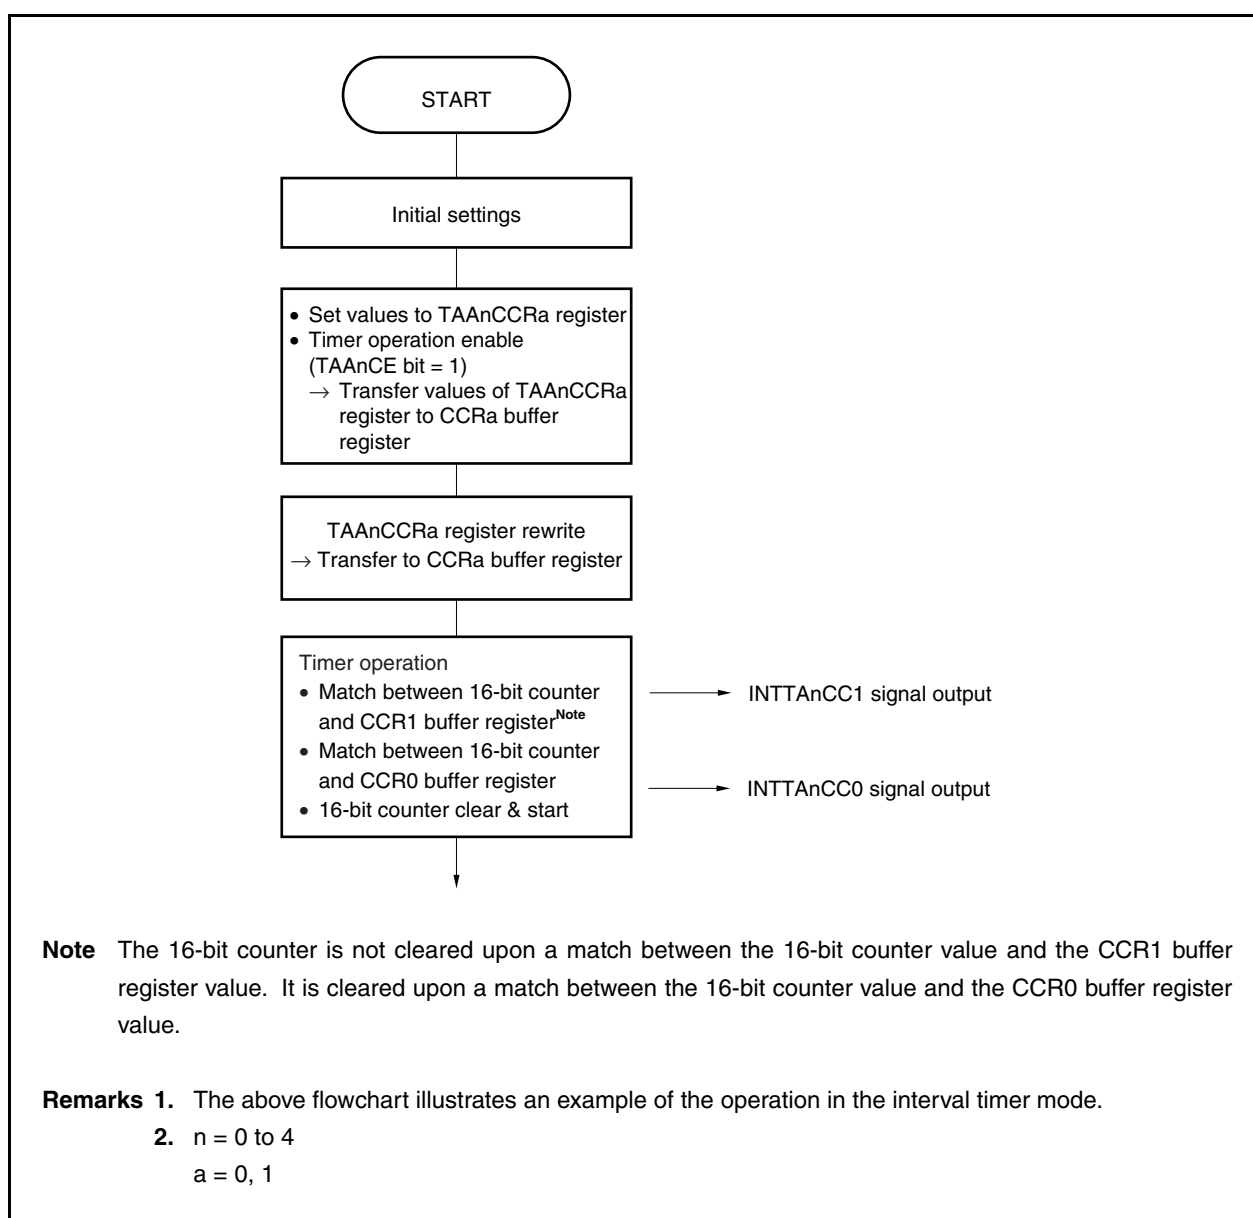 START
Initial settings
• Set values to TAAnCCRa register
• Timer operation enable
(TAAnCE bit = 1)
→ Transfer values of TAAnCCRa
register to CCRa buffer
register
TAAnCCRa register rewrite
→ Transfer to CCRa buffer register
Timer operation
• Match between 16-bit counter
and CCR1 buffer registerNote
• Match between 16-bit counter
and CCR0 buffer register
• 16-bit counter clear & start
INTTAnCC1 signal output
INTTAnCC0 signal output
Note The 16-bit counter is not cleared upon a match between the 16-bit counter value and the CCR1 buffer
register value. It is cleared upon a match between the 16-bit counter value and the CCR0 buffer register
value.
Remarks 1. The above flowchart illustrates an example of the operation in the interval timer mode.
2. n = 0 to 4
a = 0, 1